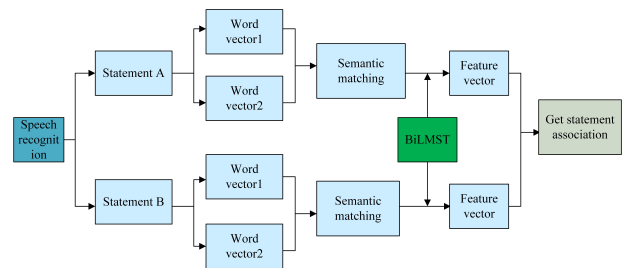 Speech
recognit
ion
Statement A
Word
vector1
Word
vector2
Semantic
matching
Feature
vector
BiLMST
Get statement
association
Statement B
Word
vector1
Word
vector2
Semantic
matching
Feature
vector